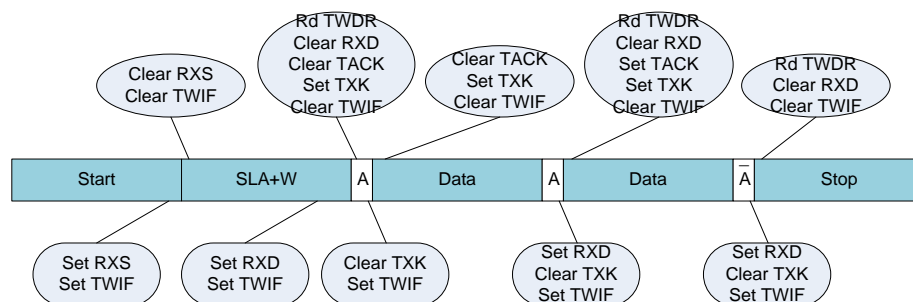 Clear RXS
Clear TWIF
Rd TWDR
Clear RXD
Clear TACK
Set TXK
Clear TWIF
Clear TACK
Set TXK
Clear TWIF
Rd TWDR
Clear RXD
Set TACK
Set TXK
Clear TWIF
Rd TWDR
Clear RXD
Clear TWIF
Start
SLA+W
A
Data
A
Data
A̅
Stop
Set RXS
Set TWIF
Set RXD
Set TWIF
Clear TXK
Set TWIF
Set RXD
Clear TXK
Set TWIF
Set RXD
Clear TXK
Set TWIF